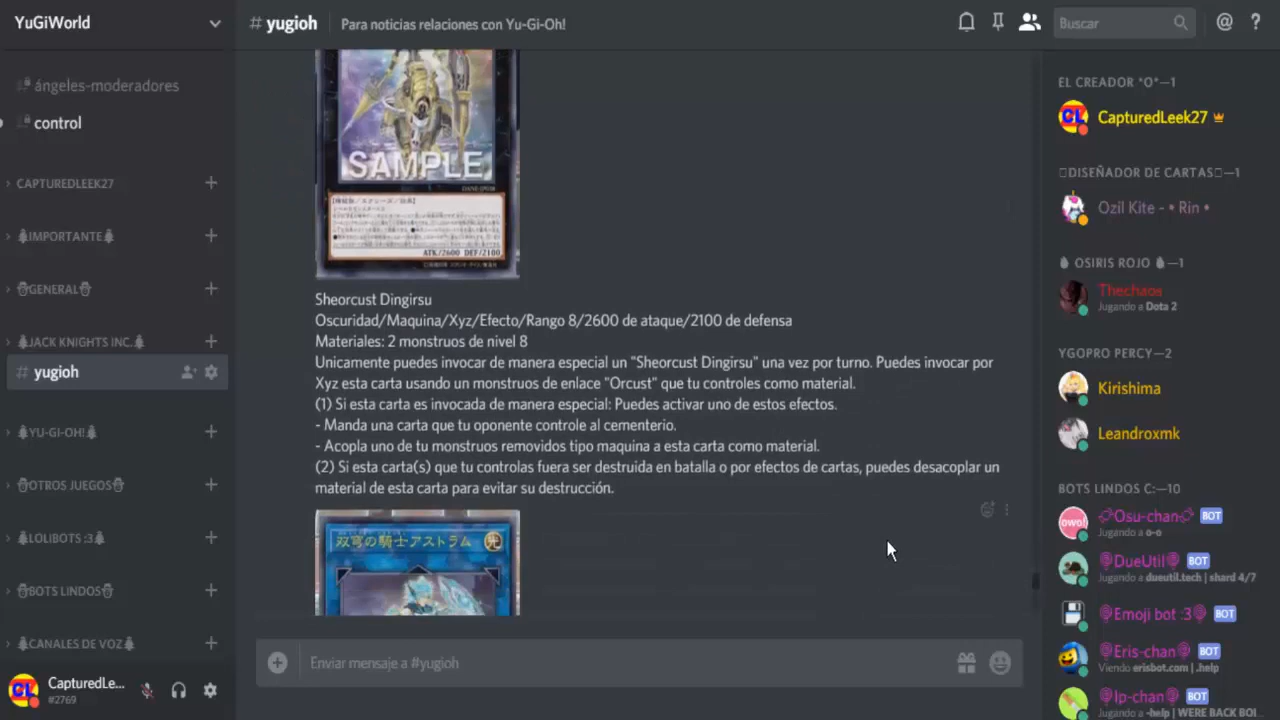 YuGiWorld
# yugioh
Para noticias relaciones con Yu-Gi-Oh!
Buscar
ángeles-moderadores
control
CAPTUREDLEEK27
IMPORTANTE
GENERAL
JACK KNIGHTS INC.
# yugioh
YU-GI-OH!
OTROS JUEGOS
LOLIBOTS :3
BOTS LINDOS
CANALES DE VOZ
CapturedLe...
#2769
SAMPLE
ATK/2600 DEF/2100
Sheorcust Dingirsu
Oscuridad/Maquina/Xyz/Efecto/Rango 8/2600 de ataque/2100 de defensa
Materiales: 2 monstruos de nivel 8
Unicamente puedes invocar de manera especial un "Sheorcust Dingirsu" una vez por turno. Puedes invocar por
Xyz esta carta usando un monstruos de enlace "Orcust" que tu controles como material.
(1) Si esta carta es invocada de manera especial: Puedes activar uno de estos efectos.
- Manda una carta que tu oponente controle al cementerio.
- Acopla uno de tu monstruos removidos tipo maquina a esta carta como material.
(2) Si esta carta(s) que tu controlas fuera ser destruida en batalla o por efectos de cartas, puedes desacoplar un
material de esta carta para evitar su destrucción.
双穹の騎士アストラム
光
Enviar mensaje a #yugioh
EL CREADOR *O*—1
CL CapturedLeek27
DISEÑADOR DE CARTAS—1
Ozil Kite - • Rin •
OSIRIS ROJO —1
Thechaos
Jugando a Dota 2
YGOPRO PERCY—2
Kirishima
Leandroxmk
BOTS LINDOS C:—10
owo! Osu-chan BOT
Jugando a o-o
DueUtil BOT
Jugando a dueutil.tech | shard 4/7
Emoji bot :3 BOT
Eris-chan BOT
Viendo erisbot.com | .help
Ip-chan BOT
Jugando a -help | WERE BACK BOI